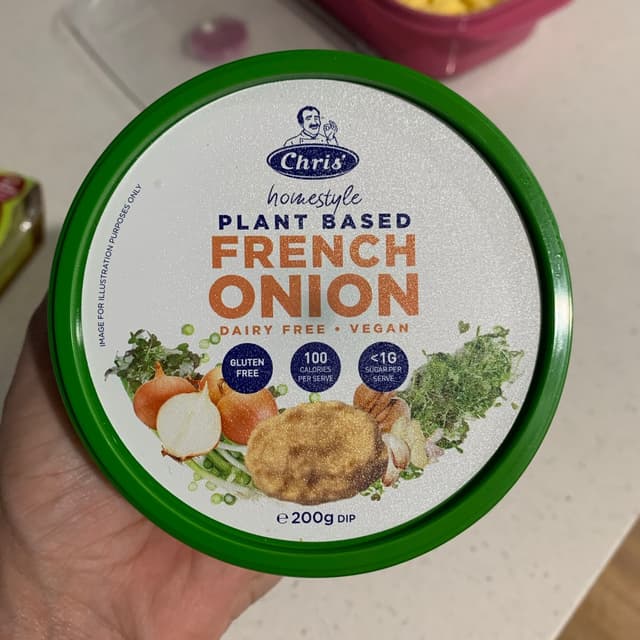 Chris'
homestyle
PLANT BASED
FRENCH
ONION
DAIRY FREE • VEGAN
GLUTEN
FREE
100
CALORIES
PER SERVE
<1G
SUGAR PER
SERVE
℮ 200g DIP
IMAGE FOR ILLUSTRATION PURPOSES ONLY